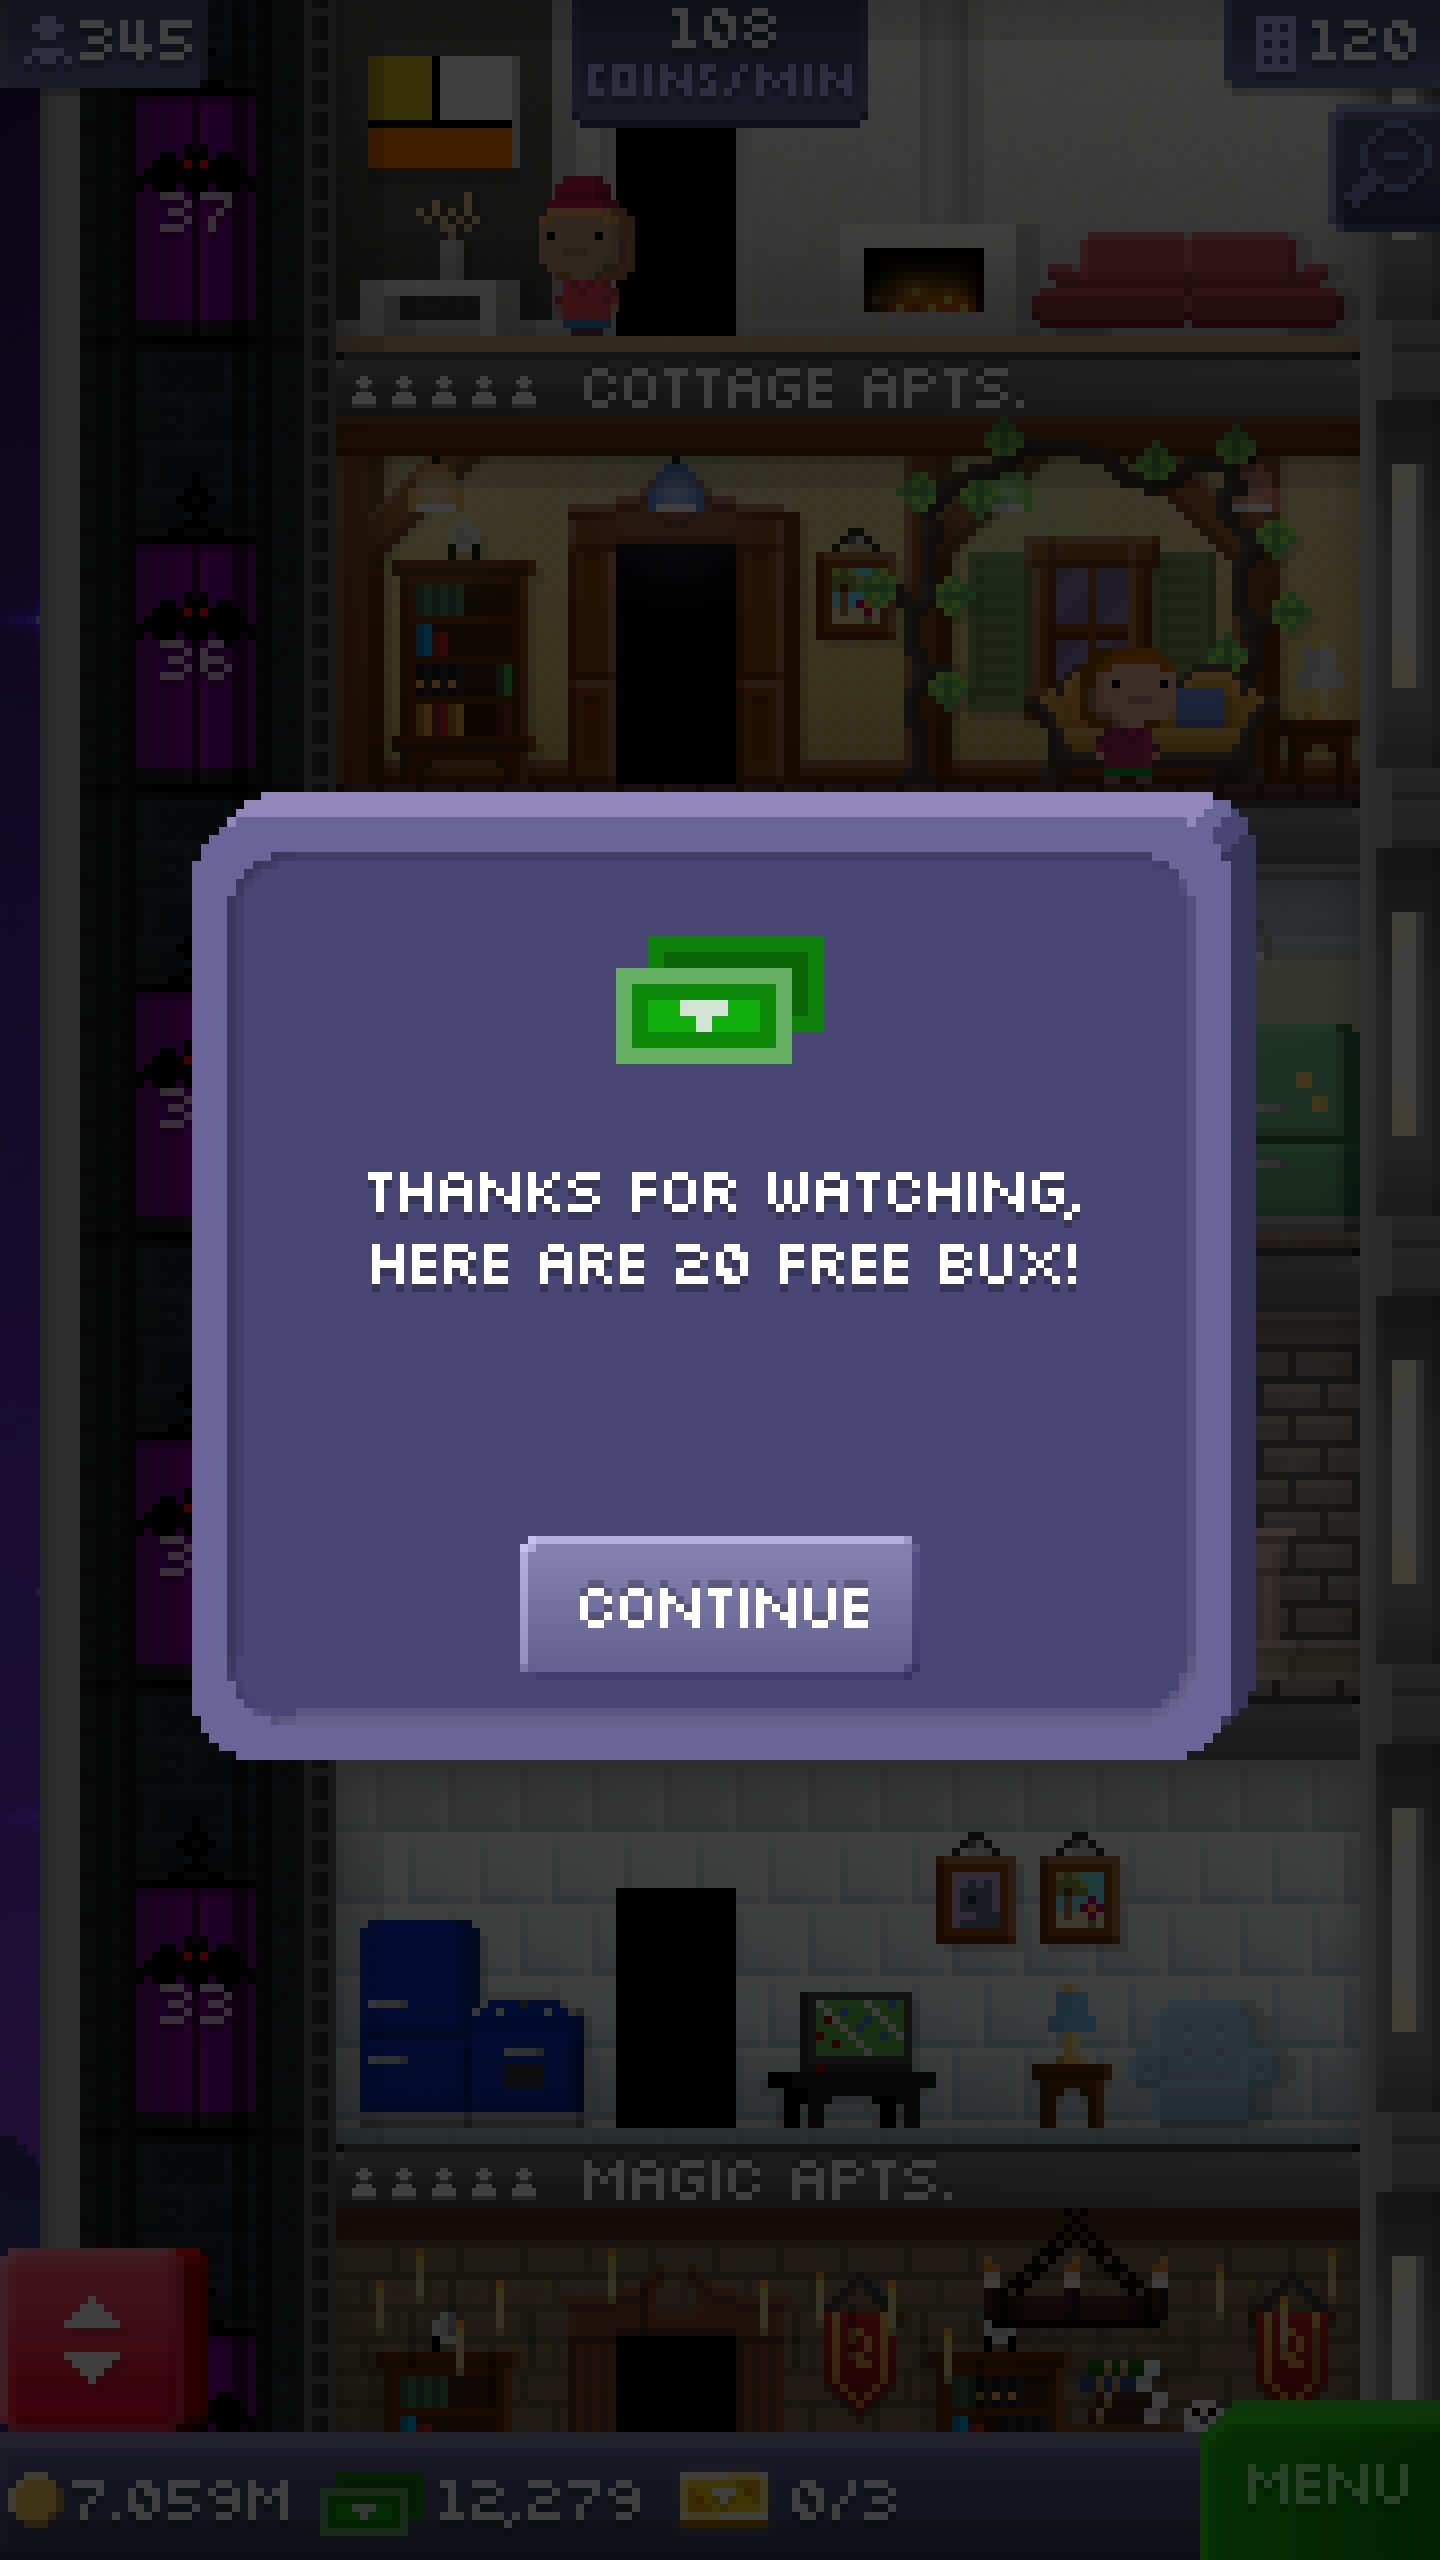 345
108
COINS/MIN
120
37
COTTAGE APTS.
36
THANKS FOR WATCHING,
HERE ARE 20 FREE BUX!
CONTINUE
33
MAGIC APTS.
7.059M
12,279
0/3
MENU